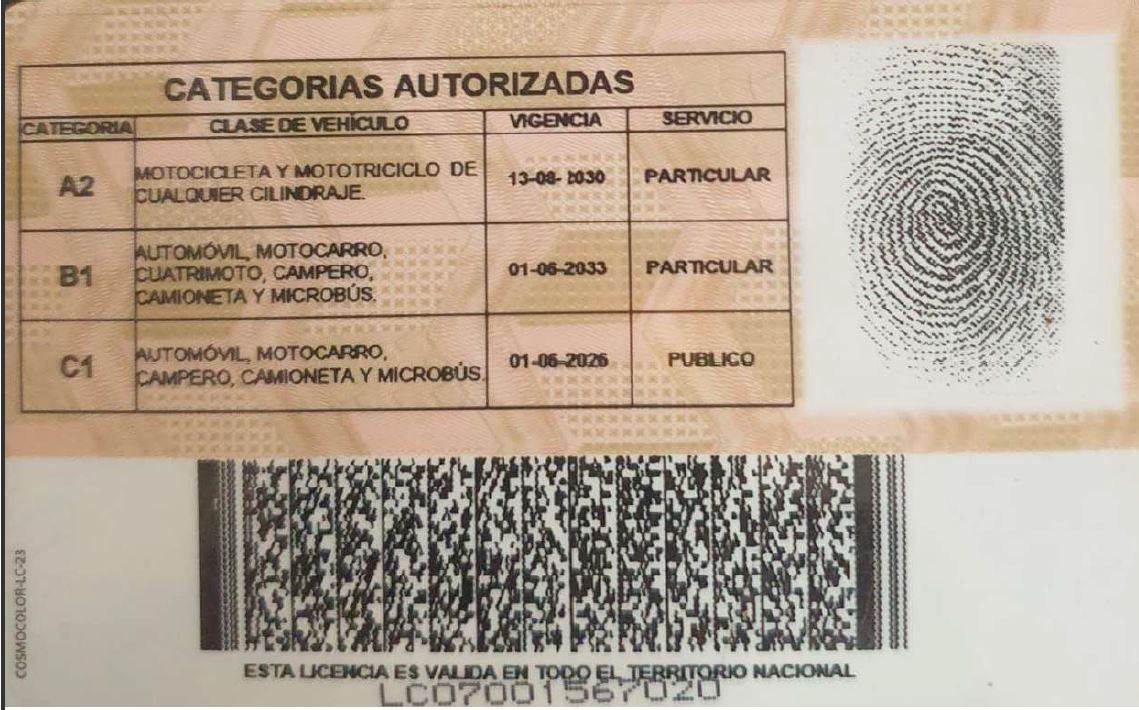 CATEGORIAS AUTORIZADAS
CATEGORIA CLASE DE VEHÍCULO VIGENCIA SERVICIO
A2 MOTOCICLETA Y MOTOTRICICLO DE CUALQUIER CILINDRAJE. 13-08-2030 PARTICULAR
B1 AUTOMÓVIL, MOTOCARRO, CUATRIMOTO, CAMPERO, CAMIONETA Y MICROBÚS. 01-06-2033 PARTICULAR
C1 AUTOMÓVIL, MOTOCARRO, CAMPERO, CAMIONETA Y MICROBÚS. 01-06-2026 PUBLICO
COSMOCOLOR-LC-23
ESTA LICENCIA ES VALIDA EN TODO EL TERRITORIO NACIONAL
LC07001567020